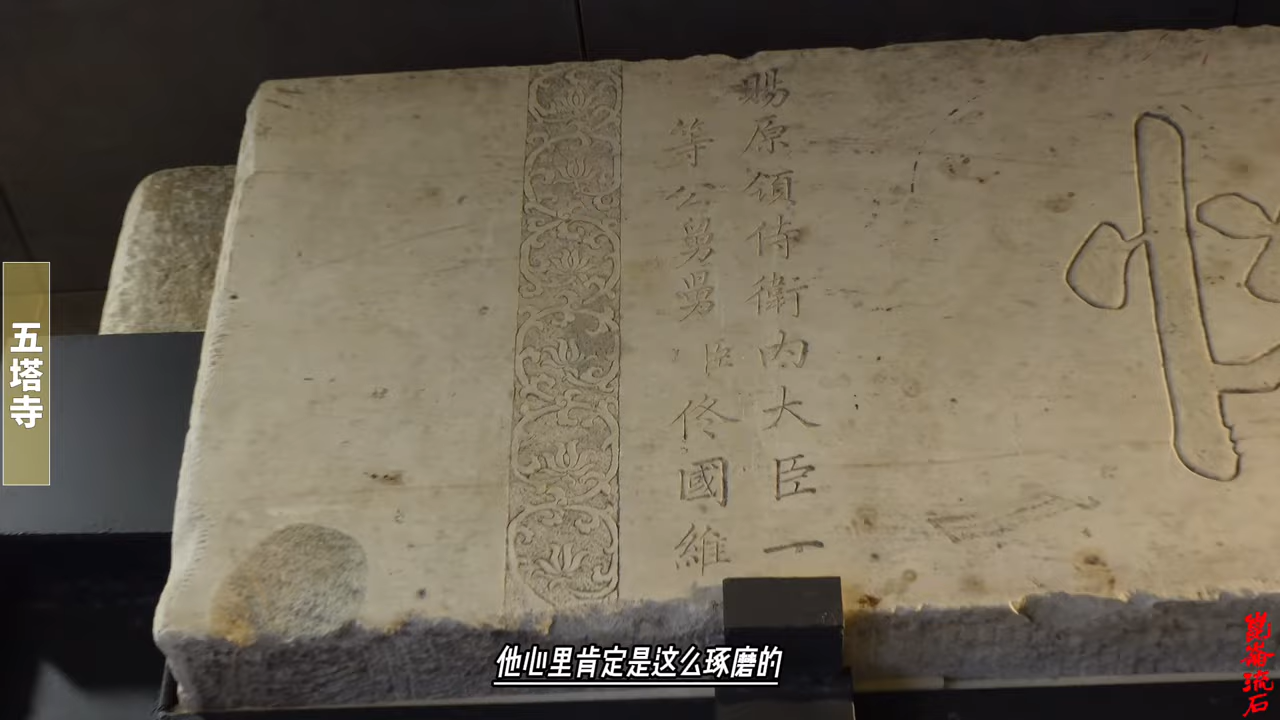 賜原領侍衛内大臣一
等公舅舅臣佟國維
五塔寺
他心里肯定是这么琢磨的